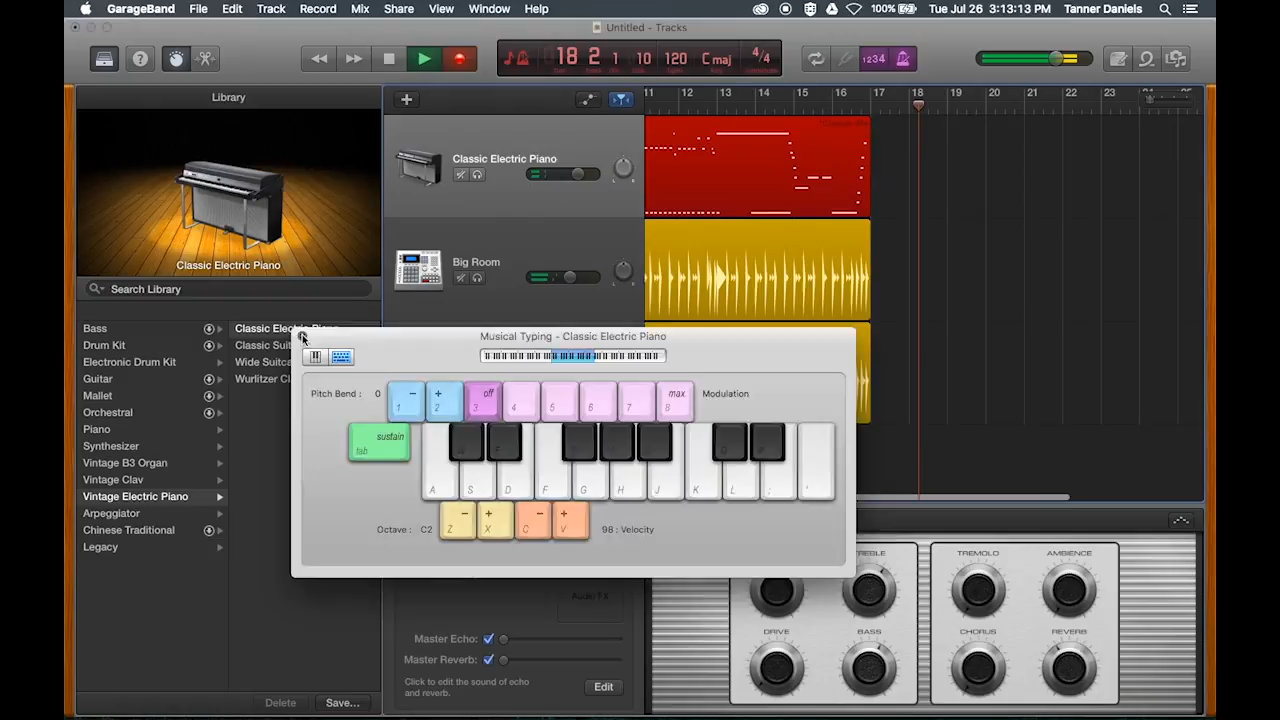 GarageBand File Edit Track Record Mix Share View Window Help 100% Tue Jul 26 3:13:13 PM Tanner Daniels
Untitled - Tracks
18 2 1 10 120 C maj 4/4
1234
Library
11 12 13 14 15 16 17 18 19 20 21 22 23
Classic Electric Piano
L R
Classic Electric Piano
Big Room
L R
Search Library
Bass
Drum Kit
Electronic Drum Kit
Guitar
Mallet
Orchestral
Piano
Synthesizer
Vintage B3 Organ
Vintage Clav
Vintage Electric Piano
Arpeggiator
Chinese Traditional
Legacy
Classic Electric Piano
Classic Suit
Wide Suitca
Wurlitzer Cl
Musical Typing - Classic Electric Piano
Pitch Bend : 0 − 1 + 2 off 3 4 5 6 7 max 8 Modulation
sustain
tab
A S D F G H J K L ; '
Octave : C2 − Z + X − C + V 98 : Velocity
TREBLE TREMOLO AMBIENCE
DRIVE BASS CHORUS REVERB
Audio FX
Master Echo:
Master Reverb:
Click to edit the sound of echo
and reverb.
Edit
Delete Save...